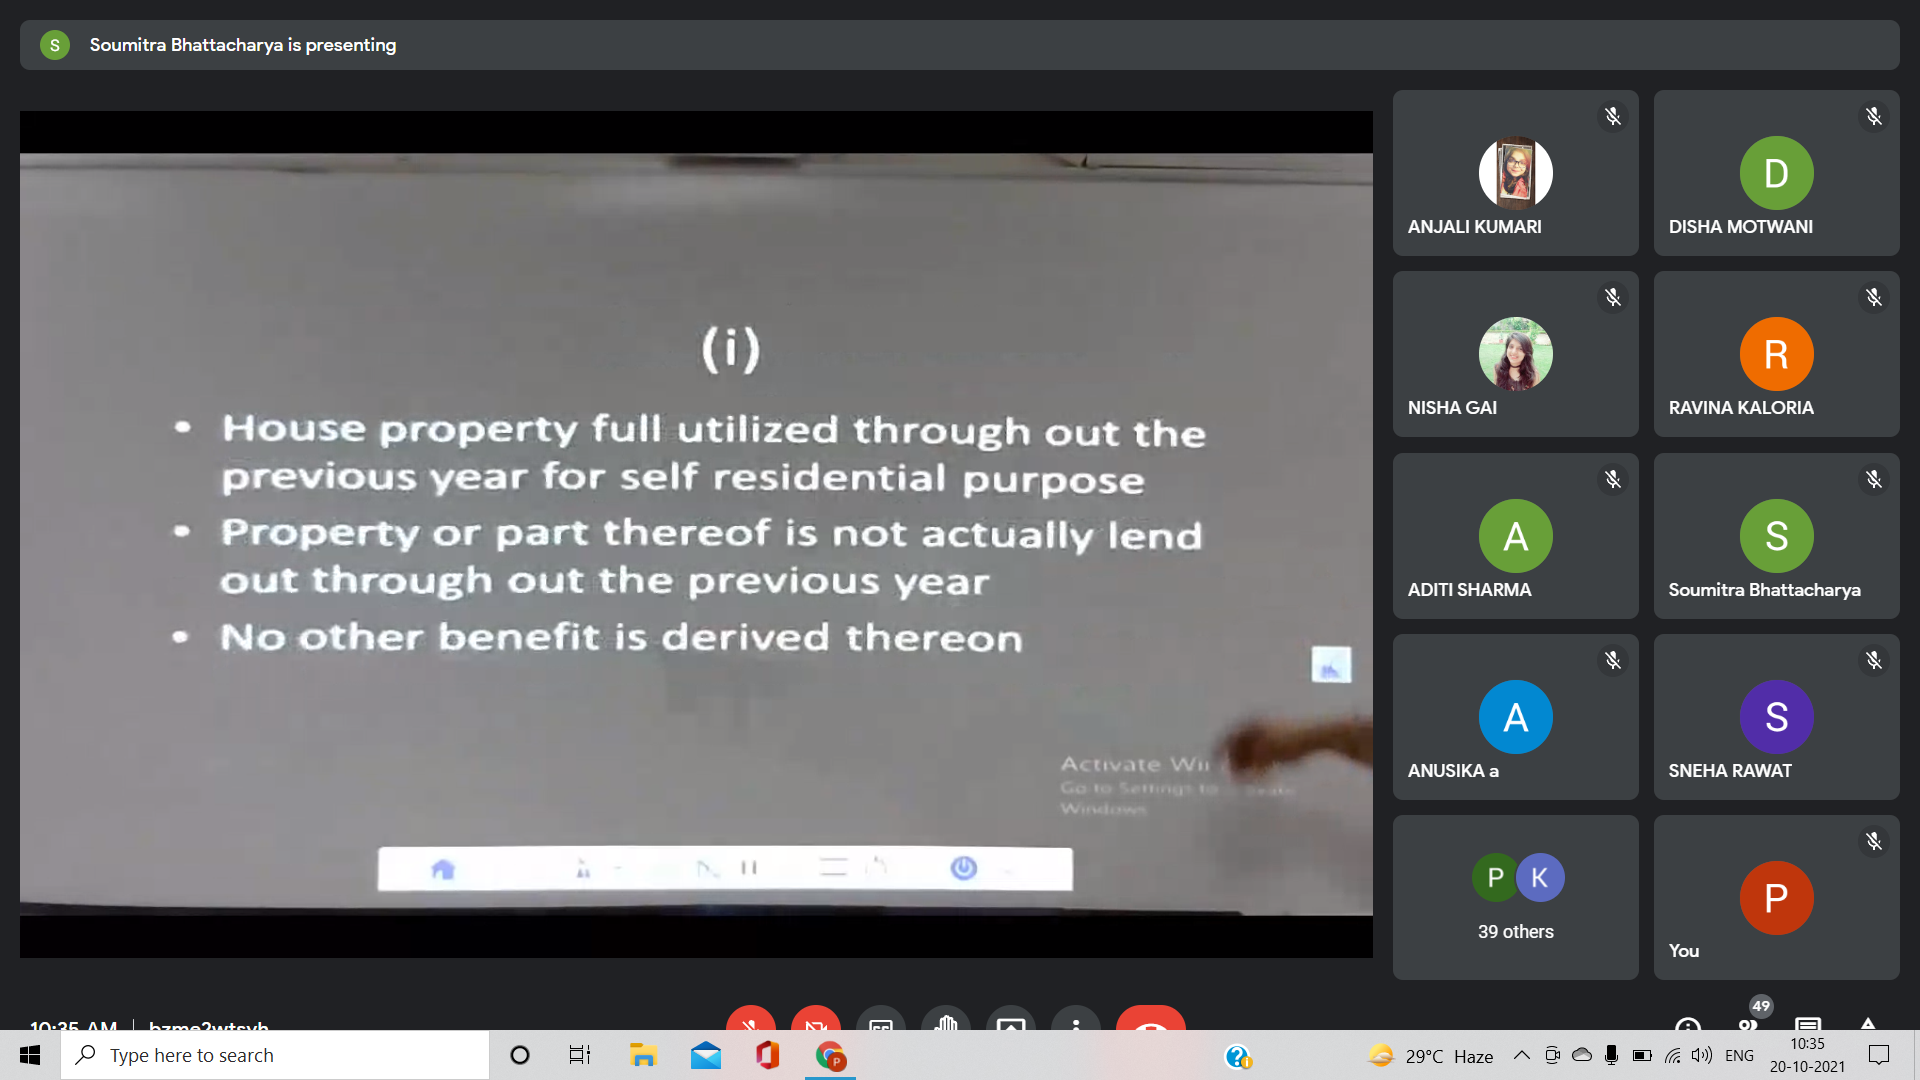 S Soumitra Bhattacharya is presenting
(i)
• House property full utilized through out the
previous year for self residential purpose
• Property or part thereof is not actually lend
out through out the previous year
• No other benefit is derived thereon
Activate
Go to Settings to
Windows
ANJALI KUMARI
D
DISHA MOTWANI
NISHA GAI
R
RAVINA KALORIA
A
ADITI SHARMA
S
Soumitra Bhattacharya
A
ANUSIKA a
S
SNEHA RAWAT
P K
39 others
P
You
10:35 AM | bzme2wtsyh
49
Type here to search
P
29°C Haze
ENG
10:35
20-10-2021